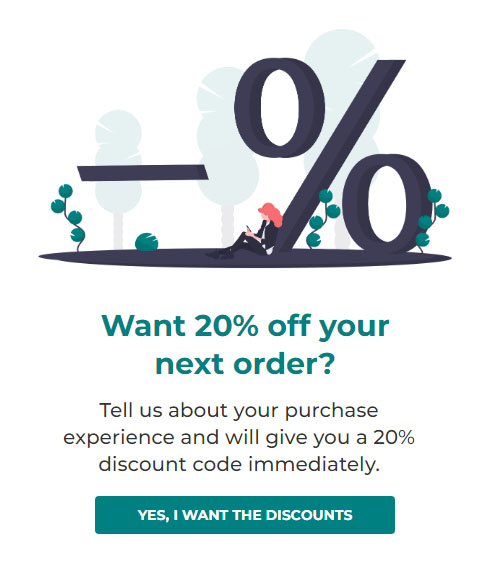 -%
Want 20% off your
next order?
Tell us about your purchase
experience and will give you a 20%
discount code immediately.
YES, I WANT THE DISCOUNTS